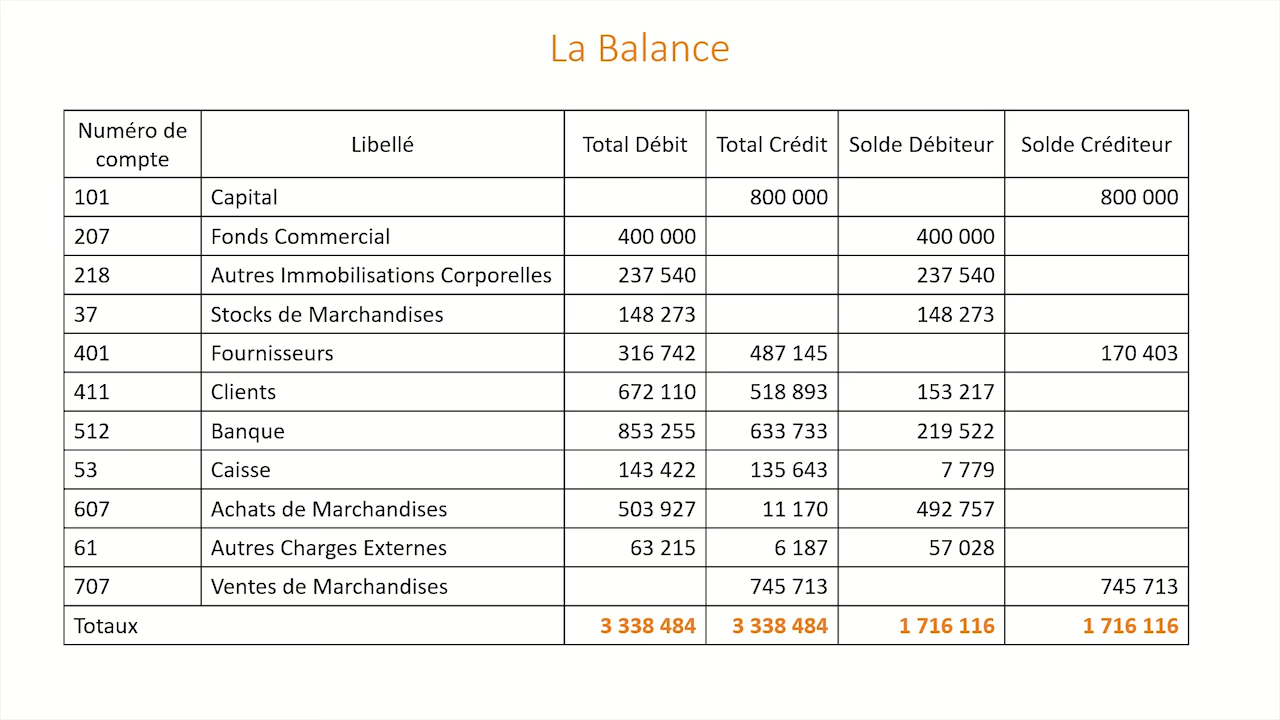 La Balance
Numéro de compte Libellé Total Débit Total Crédit Solde Débiteur Solde Créditeur
101 Capital 800 000 800 000
207 Fonds Commercial 400 000 400 000
218 Autres Immobilisations Corporelles 237 540 237 540
37 Stocks de Marchandises 148 273 148 273
401 Fournisseurs 316 742 487 145 170 403
411 Clients 672 110 518 893 153 217
512 Banque 853 255 633 733 219 522
53 Caisse 143 422 135 643 7 779
607 Achats de Marchandises 503 927 11 170 492 757
61 Autres Charges Externes 63 215 6 187 57 028
707 Ventes de Marchandises 745 713 745 713
Totaux 3 338 484 3 338 484 1 716 116 1 716 116